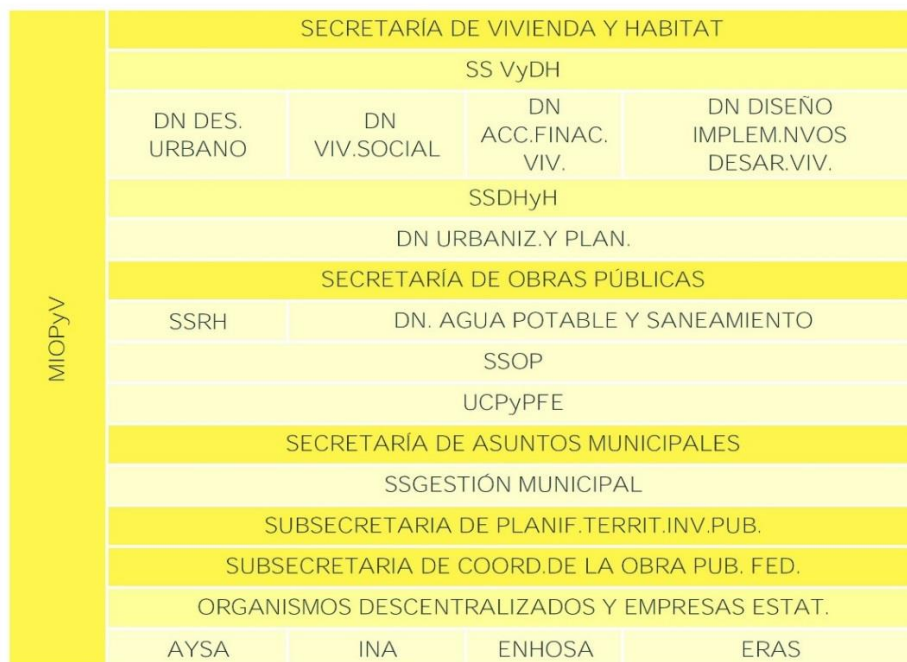 MIOPyV
SECRETARÍA DE VIVIENDA Y HABITAT
SS VyDH
DN DES.
URBANO
DN
VIV.SOCIAL
DN
ACC.FINAC.
VIV.
DN DISEÑO
IMPLEM.NVOS
DESAR.VIV.
SSDHyH
DN URBANIZ.Y PLAN.
SECRETARÍA DE OBRAS PÚBLICAS
SSRH
DN. AGUA POTABLE Y SANEAMIENTO
SSOP
UCPyPFE
SECRETARÍA DE ASUNTOS MUNICIPALES
SSGESTIÓN MUNICIPAL
SUBSECRETARIA DE PLANIF.TERRIT.INV.PUB.
SUBSECRETARIA DE COORD.DE LA OBRA PUB. FED.
ORGANISMOS DESCENTRALIZADOS Y EMPRESAS ESTAT.
AYSA
INA
ENHOSA
ERAS